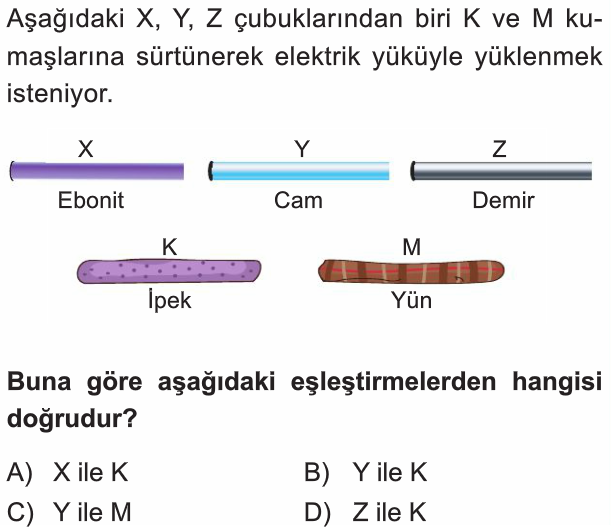 Aşağıdaki X, Y, Z çubuklarından biri K ve M ku-
maşlarına sürtünerek elektrik yüküyle yüklenmek
isteniyor.
X Y Z
Ebonit Cam Demir
K M
İpek Yün
Buna göre aşağıdaki eşleştirmelerden hangisi
doğrudur?
A) X ile K B) Y ile K
C) Y ile M D) Z ile K